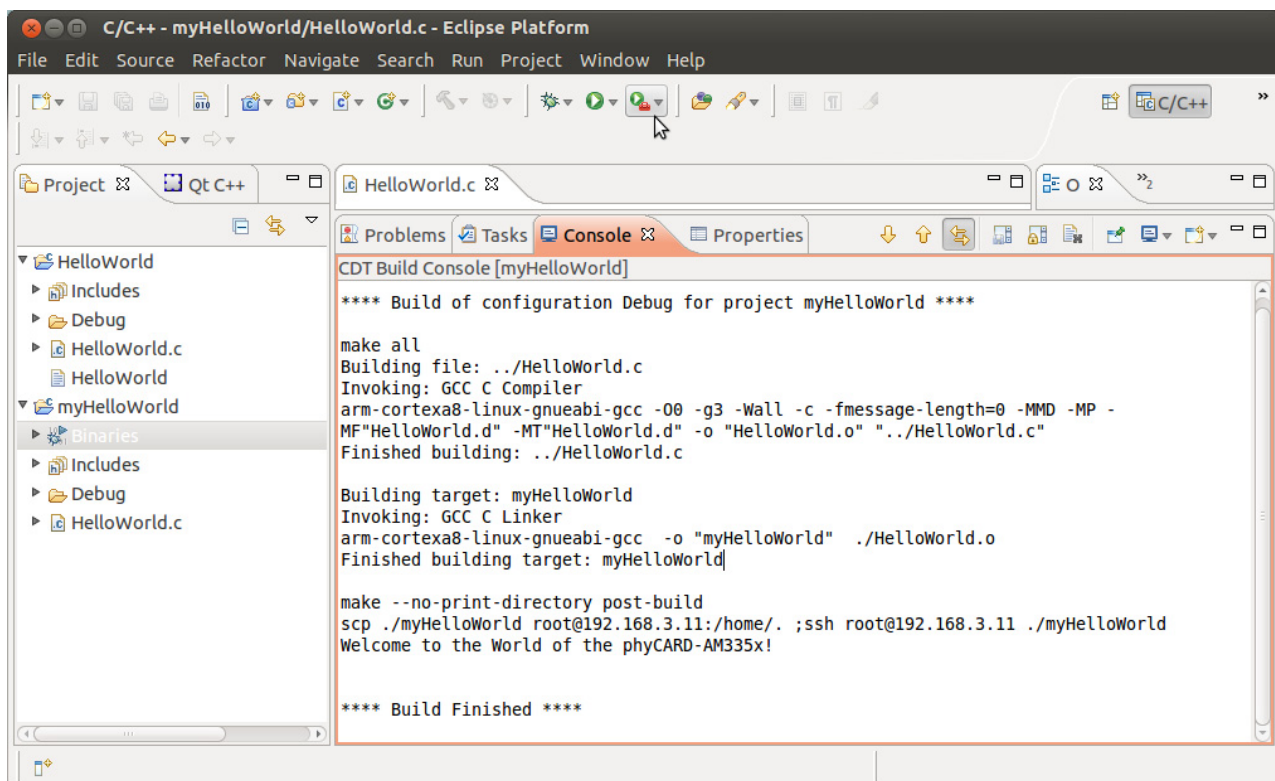 C/C++ - myHelloWorld/HelloWorld.c - Eclipse Platform
File Edit Source Refactor Navigate Search Run Project Window Help
C/C++ »
Project Qt C++
HelloWorld
Includes
Debug
HelloWorld.c
HelloWorld
myHelloWorld
Binaries
Includes
Debug
HelloWorld.c
HelloWorld.c
O »2
Problems Tasks Console Properties
CDT Build Console [myHelloWorld]
**** Build of configuration Debug for project myHelloWorld ****
make all
Building file: ../HelloWorld.c
Invoking: GCC C Compiler
arm-cortexa8-linux-gnueabi-gcc -O0 -g3 -Wall -c -fmessage-length=0 -MMD -MP -
MF"HelloWorld.d" -MT"HelloWorld.d" -o "HelloWorld.o" "../HelloWorld.c"
Finished building: ../HelloWorld.c
Building target: myHelloWorld
Invoking: GCC C Linker
arm-cortexa8-linux-gnueabi-gcc  -o "myHelloWorld"  ./HelloWorld.o
Finished building target: myHelloWorld
make --no-print-directory post-build
scp ./myHelloWorld root@192.168.3.11:/home/. ;ssh root@192.168.3.11 ./myHelloWorld
Welcome to the World of the phyCARD-AM335x!
**** Build Finished ****